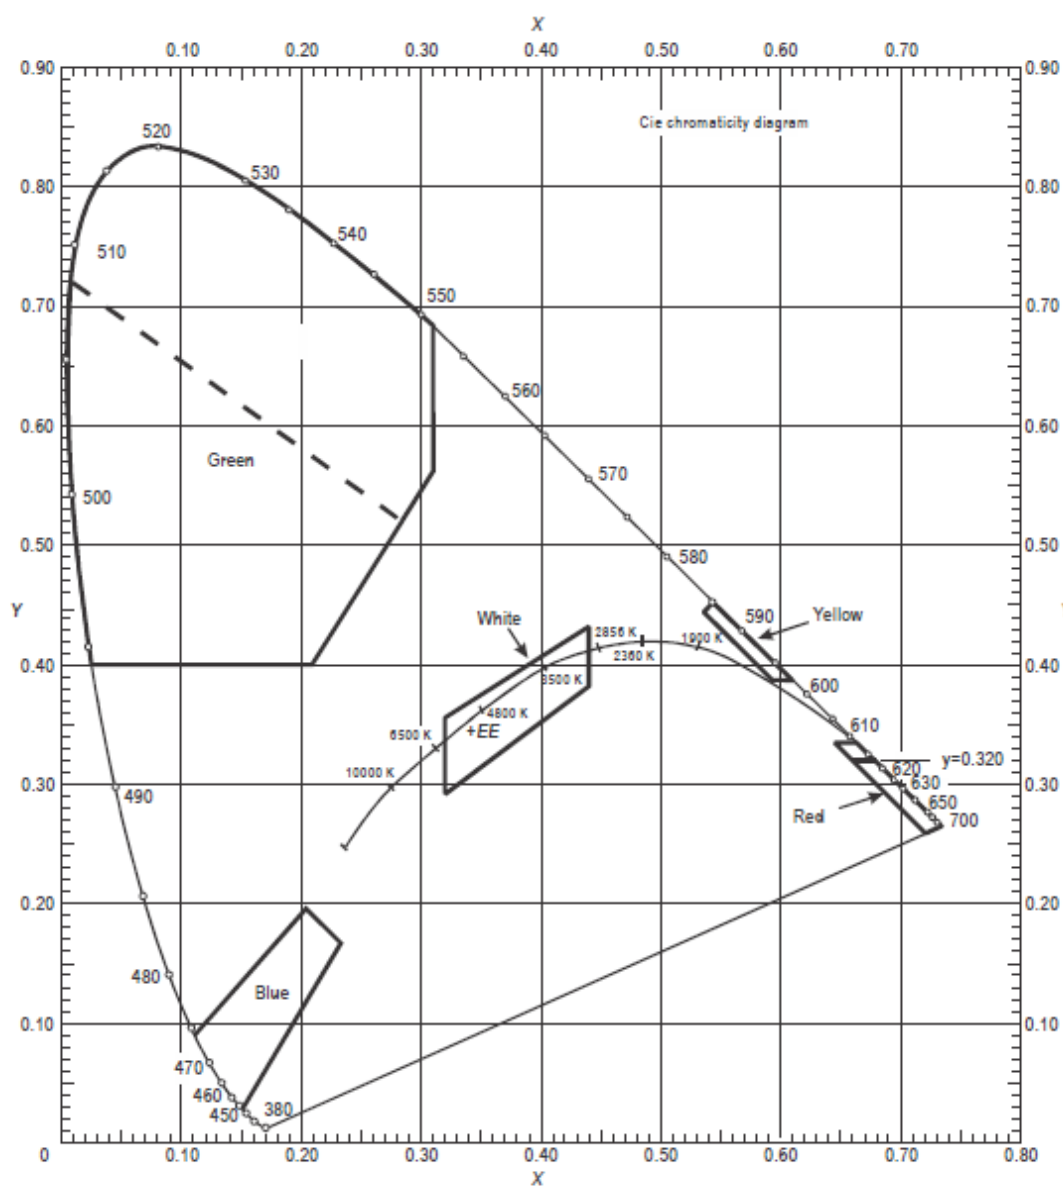 X
0.10 0.20 0.30 0.40 0.50 0.60 0.70
0.90 0.90
Cie chromaticity diagram
520
530
0.80 0.80
540
510
550
0.70 0.70
560
0.60 0.60
Green
570
500
580
0.50 0.50
Y
White
590
Yellow
2856 K
1900 K
2360 K
0.40 0.40
3500 K
600
4800 K
6500 K
+EE
610
y=0.320
10000 K
620
0.30 0.30
630
490
650
Red
700
0.20 0.20
480
Blue
0.10 0.10
470
460
450
380
0 0.10 0.20 0.30 0.40 0.50 0.60 0.70 0.80
X